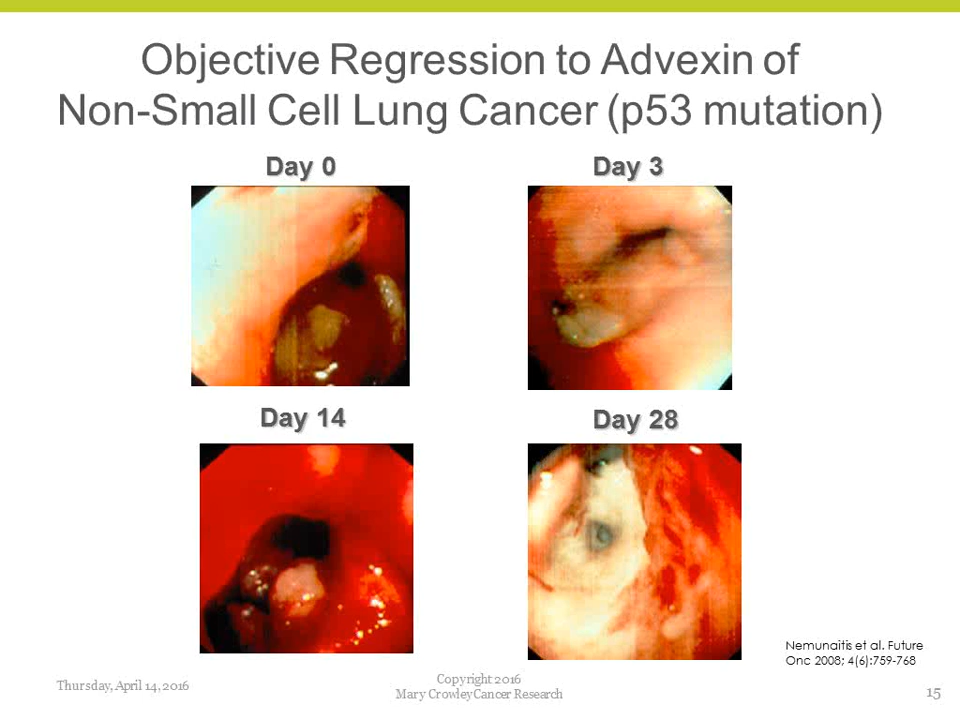 Objective Regression to Advexin of
Non-Small Cell Lung Cancer (p53 mutation)
Day 0
Day 3
Day 14
Day 28
Nemunaitis et al. Future
Onc 2008; 4(6):759-768
Thursday, April 14, 2016
Copyright 2016
Mary Crowley Cancer Research
15